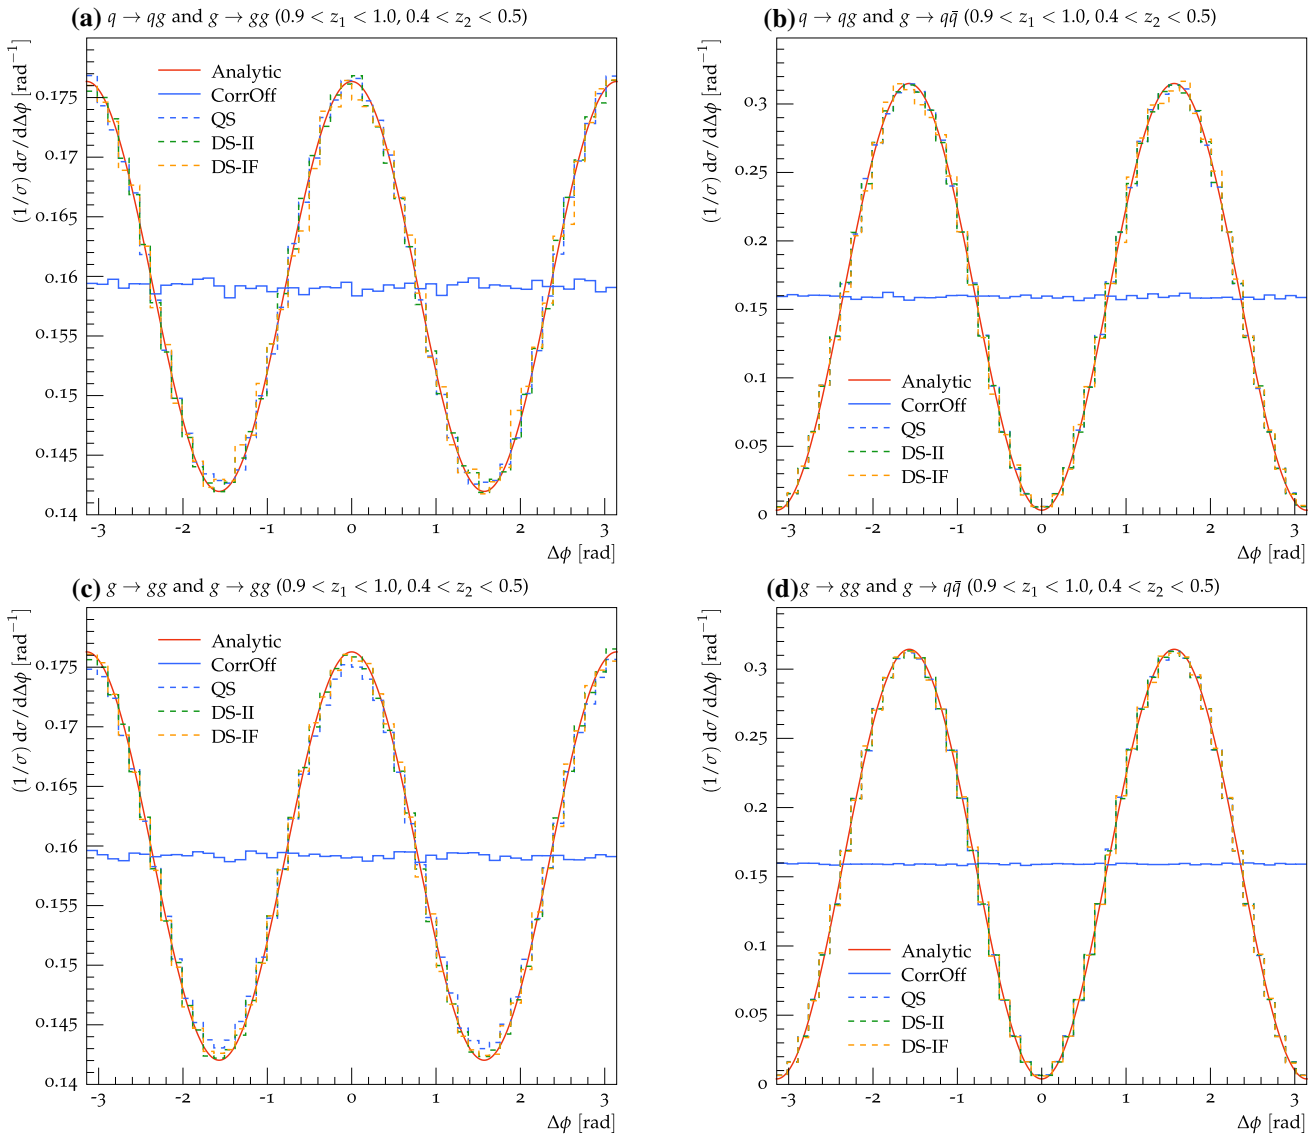 (a) q → qg and g → gg (0.9 < z₁ < 1.0, 0.4 < z₂ < 0.5)
(1/σ) dσ/dΔϕ [rad⁻¹]
Analytic
CorrOff
QS
DS-II
DS-IF
0.175
0.17
0.165
0.16
0.155
0.15
0.145
0.14
-3 -2 -1 0 1 2 3
Δϕ [rad]
(b) q → qg and g → qq̄ (0.9 < z₁ < 1.0, 0.4 < z₂ < 0.5)
(1/σ) dσ/dΔϕ [rad⁻¹]
0.3
0.25
0.2
0.15
0.1
0.05
0
Analytic
CorrOff
QS
DS-II
DS-IF
-3 -2 -1 0 1 2 3
Δϕ [rad]
(c) g → gg and g → gg (0.9 < z₁ < 1.0, 0.4 < z₂ < 0.5)
(1/σ) dσ/dΔϕ [rad⁻¹]
Analytic
CorrOff
QS
DS-II
DS-IF
0.175
0.17
0.165
0.16
0.155
0.15
0.145
0.14
-3 -2 -1 0 1 2 3
Δϕ [rad]
(d) g → gg and g → qq̄ (0.9 < z₁ < 1.0, 0.4 < z₂ < 0.5)
(1/σ) dσ/dΔϕ [rad⁻¹]
0.3
0.25
0.2
0.15
0.1
0.05
0
Analytic
CorrOff
QS
DS-II
DS-IF
-3 -2 -1 0 1 2 3
Δϕ [rad]